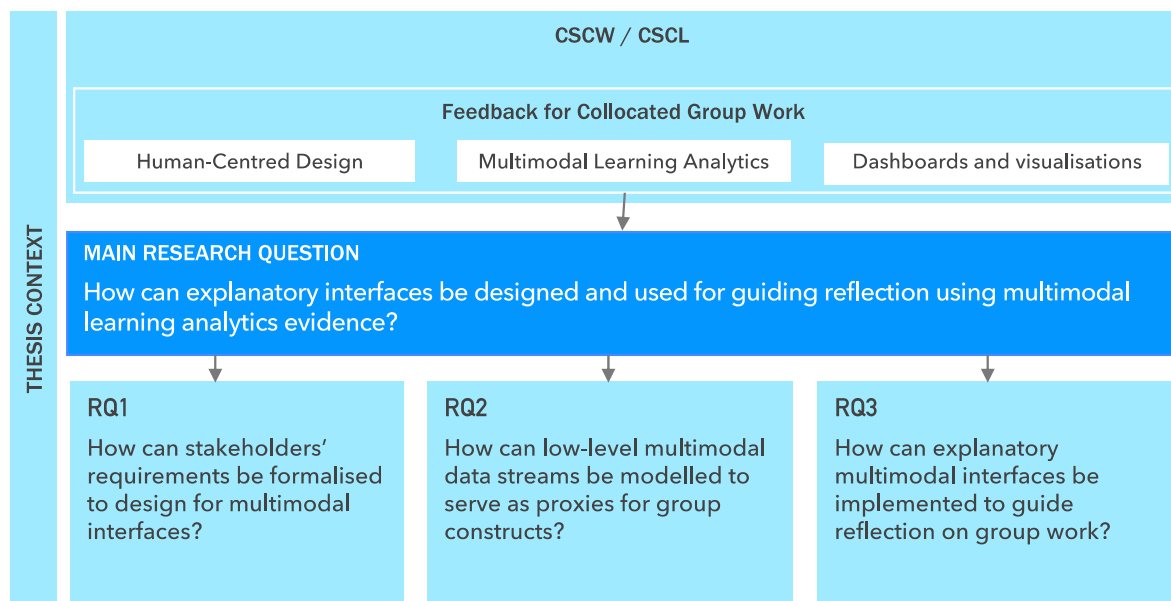 THESIS CONTEXT
CSCW / CSCL
Feedback for Collocated Group Work
Human-Centred Design
Multimodal Learning Analytics
Dashboards and visualisations
MAIN RESEARCH QUESTION
How can explanatory interfaces be designed and used for guiding reflection using multimodal
learning analytics evidence?
RQ1
How can stakeholders’
requirements be formalised
to design for multimodal
interfaces?
RQ2
How can low-level multimodal
data streams be modelled to
serve as proxies for group
constructs?
RQ3
How can explanatory
multimodal interfaces be
implemented to guide
reflection on group work?